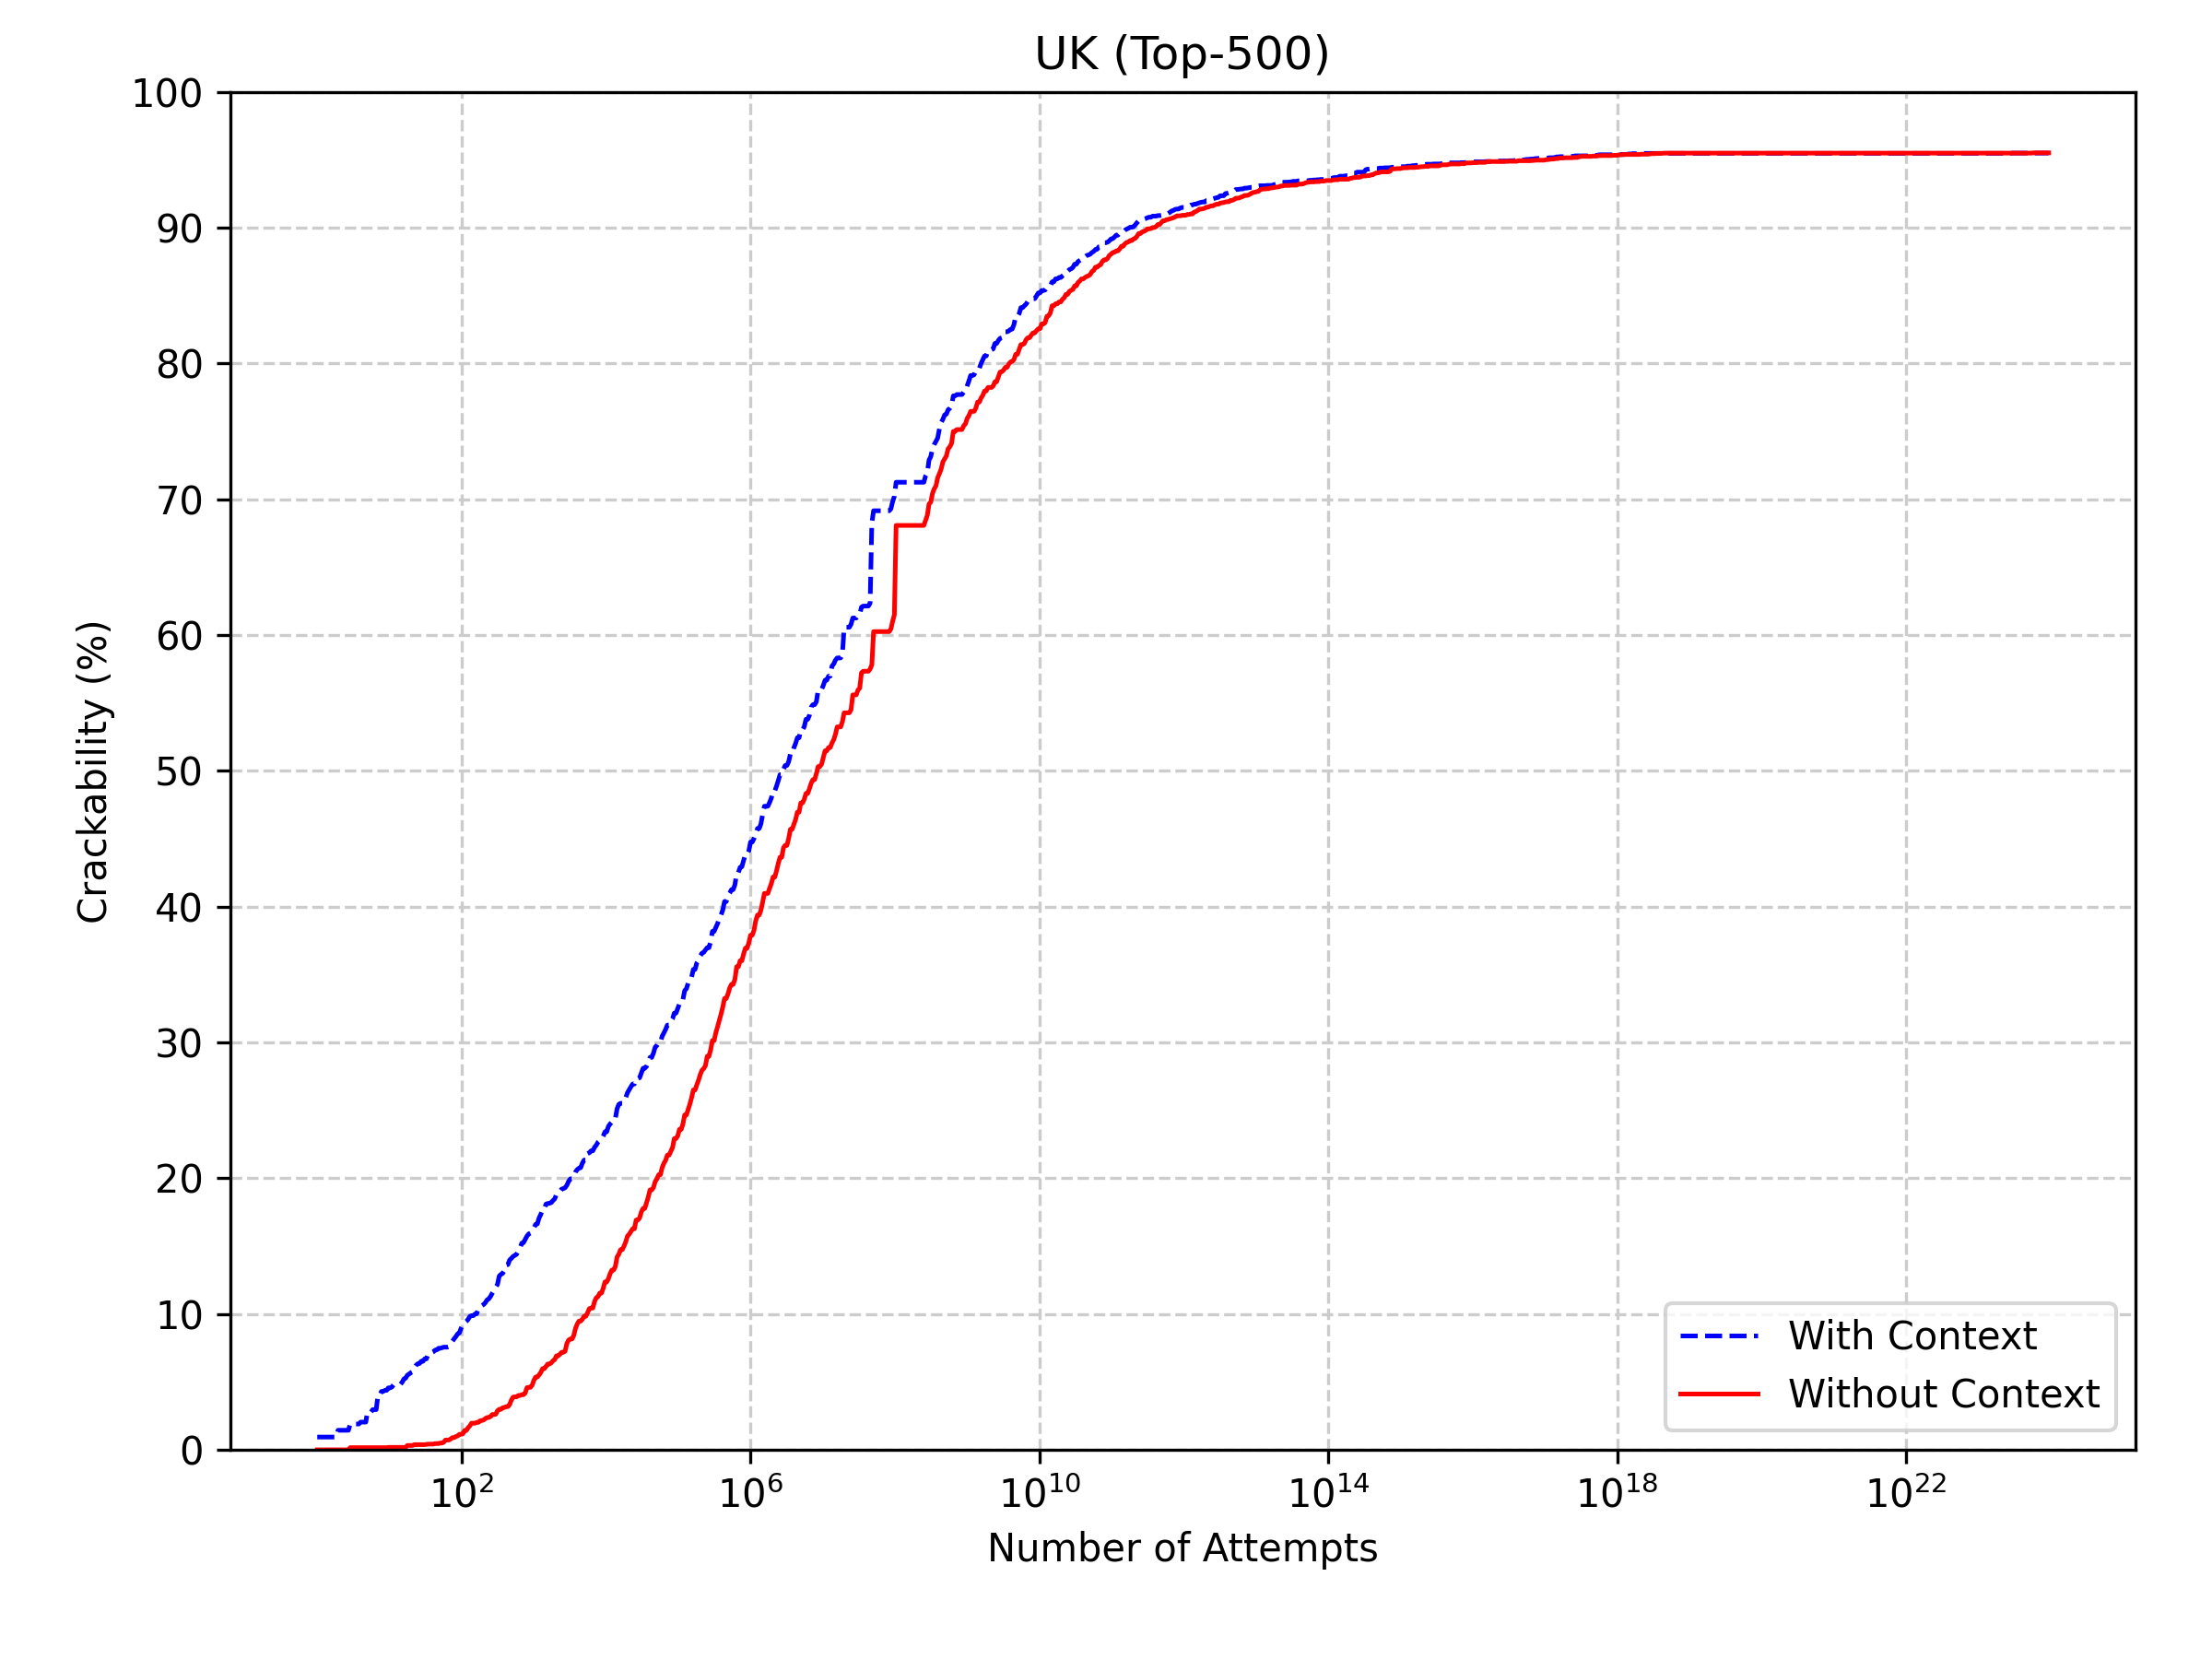 UK (Top-500)
100
90
80
70
60
50
40
30
20
10
0
Crackability (%)
10² 10⁶ 10¹⁰ 10¹⁴ 10¹⁸ 10²²
Number of Attempts
With Context
Without Context